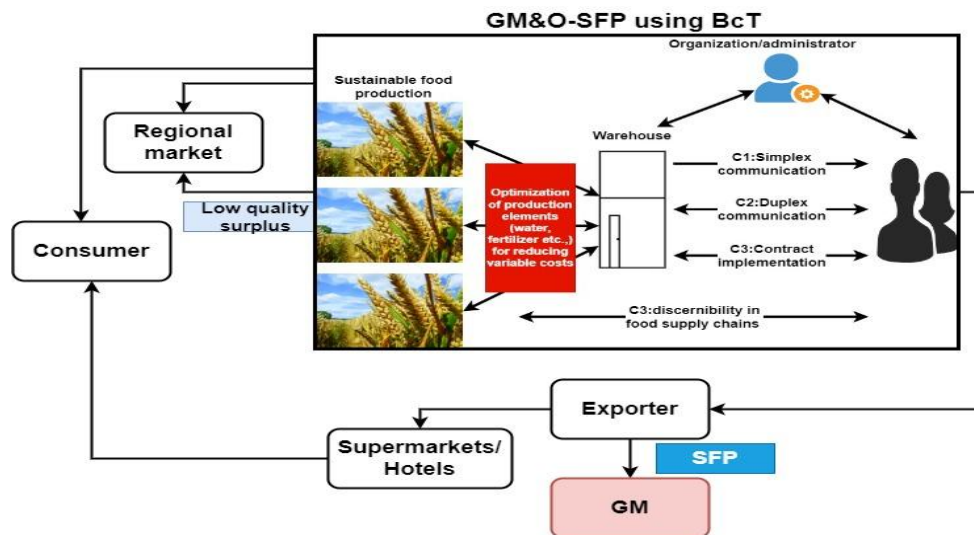 GM&O-SFP using BcT
Organization/administrator
Sustainable food
production
Regional
market
Warehouse
C1:Simplex
communication
Optimization
of production
elements
(water,
fertilizer etc.,)
for reducing
variable costs
Low quality
surplus
C2:Duplex
communication
Consumer
C3:Contract
implementation
C3:discernibility in
food supply chains
Exporter
Supermarkets/
Hotels
SFP
GM